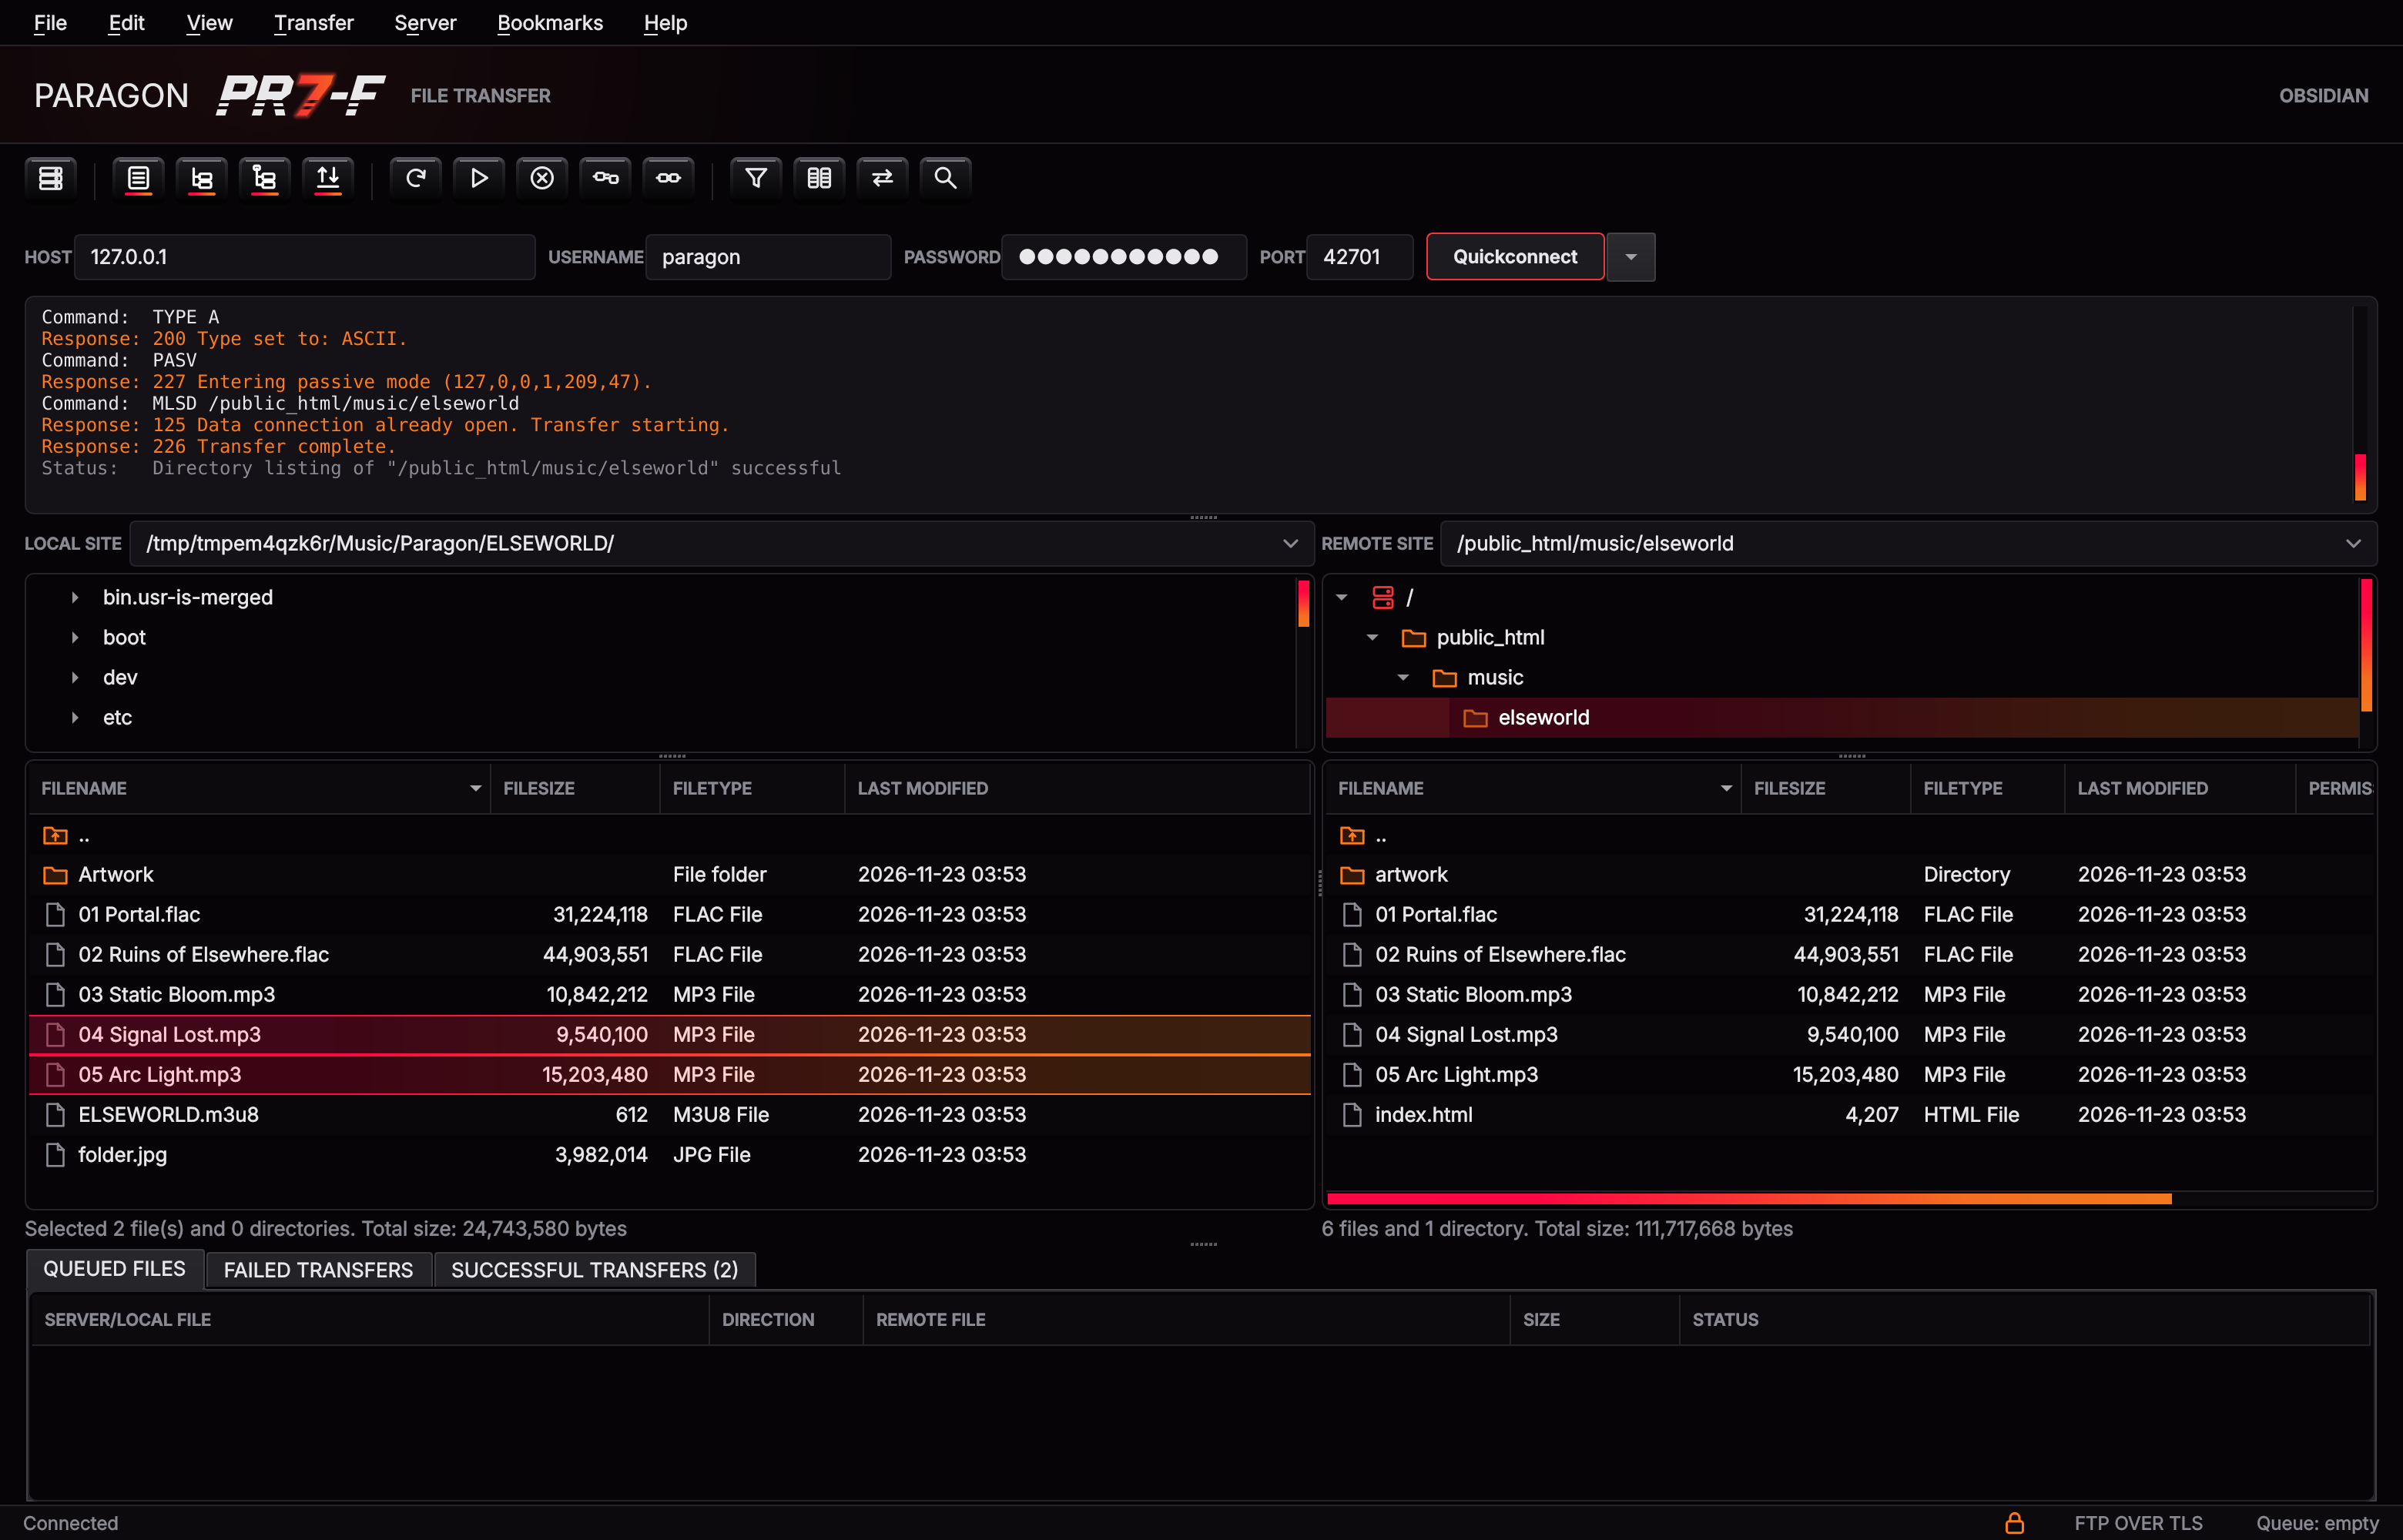 File Edit View Transfer Server Bookmarks Help
PARAGON PR7-F FILE TRANSFER OBSIDIAN
HOST 127.0.0.1 USERNAME paragon PASSWORD ●●●●●●●●●●● PORT 42701 Quickconnect
Command: TYPE A
Response: 200 Type set to: ASCII.
Command: PASV
Response: 227 Entering passive mode (127,0,0,1,209,47).
Command: MLSD /public_html/music/elseworld
Response: 125 Data connection already open. Transfer starting.
Response: 226 Transfer complete.
Status: Directory listing of "/public_html/music/elseworld" successful
LOCAL SITE /tmp/tmpem4qzk6r/Music/Paragon/ELSEWORLD/
bin.usr-is-merged
boot
dev
etc
REMOTE SITE /public_html/music/elseworld
/
public_html
music
elseworld
FILENAME FILESIZE FILETYPE LAST MODIFIED
..
Artwork File folder 2026-11-23 03:53
01 Portal.flac 31,224,118 FLAC File 2026-11-23 03:53
02 Ruins of Elsewhere.flac 44,903,551 FLAC File 2026-11-23 03:53
03 Static Bloom.mp3 10,842,212 MP3 File 2026-11-23 03:53
04 Signal Lost.mp3 9,540,100 MP3 File 2026-11-23 03:53
05 Arc Light.mp3 15,203,480 MP3 File 2026-11-23 03:53
ELSEWORLD.m3u8 612 M3U8 File 2026-11-23 03:53
folder.jpg 3,982,014 JPG File 2026-11-23 03:53
Selected 2 file(s) and 0 directories. Total size: 24,743,580 bytes
FILENAME FILESIZE FILETYPE LAST MODIFIED PERMIS
..
artwork Directory 2026-11-23 03:53
01 Portal.flac 31,224,118 FLAC File 2026-11-23 03:53
02 Ruins of Elsewhere.flac 44,903,551 FLAC File 2026-11-23 03:53
03 Static Bloom.mp3 10,842,212 MP3 File 2026-11-23 03:53
04 Signal Lost.mp3 9,540,100 MP3 File 2026-11-23 03:53
05 Arc Light.mp3 15,203,480 MP3 File 2026-11-23 03:53
index.html 4,207 HTML File 2026-11-23 03:53
6 files and 1 directory. Total size: 111,717,668 bytes
QUEUED FILES FAILED TRANSFERS SUCCESSFUL TRANSFERS (2)
SERVER/LOCAL FILE DIRECTION REMOTE FILE SIZE STATUS
Connected FTP OVER TLS Queue: empty